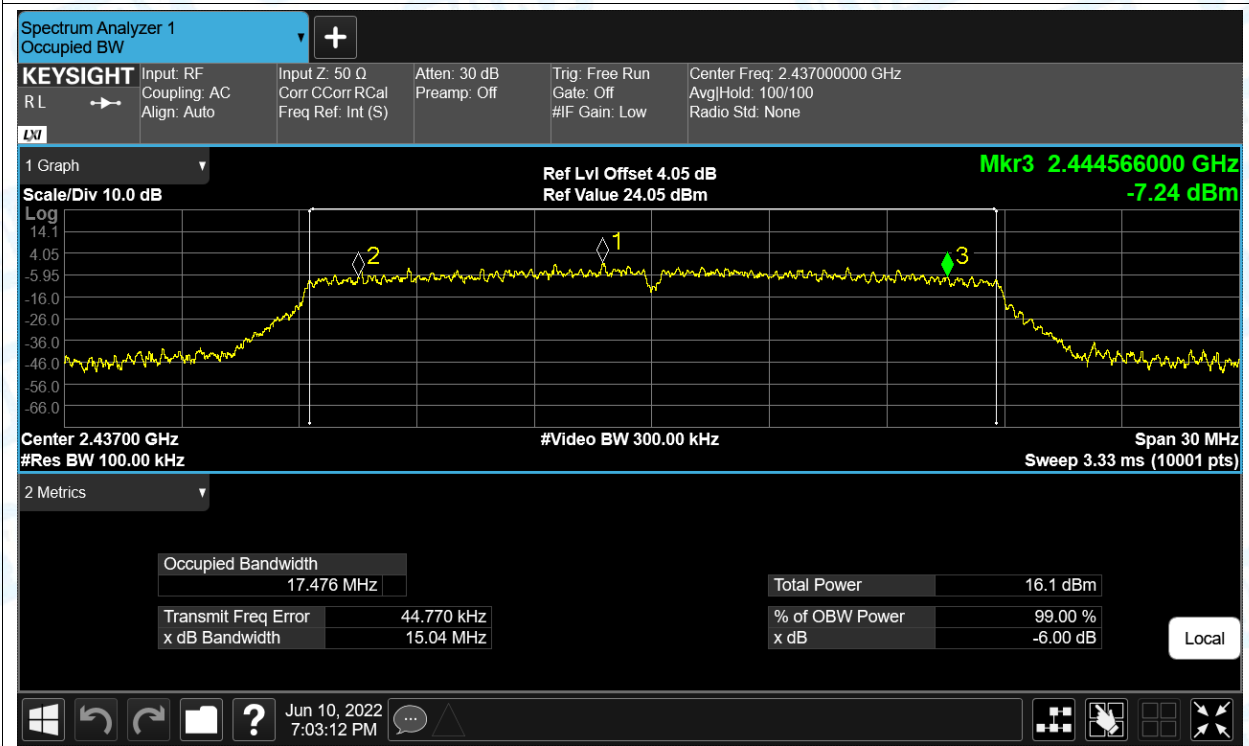 Spectrum Analyzer 1
Occupied BW
KEYSIGHT
R L
LXI
Input: RF
Coupling: AC
Align: Auto
Input Z: 50 Ω
Corr CCorr RCal
Freq Ref: Int (S)
Atten: 30 dB
Preamp: Off
Trig: Free Run
Gate: Off
#IF Gain: Low
Center Freq: 2.437000000 GHz
Avg|Hold: 100/100
Radio Std: None
1 Graph
Scale/Div 10.0 dB
Ref Lvl Offset 4.05 dB
Ref Value 24.05 dBm
Mkr3 2.444566000 GHz
-7.24 dBm
Log
14.1
4.05
-5.95
-16.0
-26.0
-36.0
-46.0
-56.0
-66.0
2
1
3
Center 2.43700 GHz
#Res BW 100.00 kHz
#Video BW 300.00 kHz
Span 30 MHz
Sweep 3.33 ms (10001 pts)
2 Metrics
Occupied Bandwidth
17.476 MHz
Transmit Freq Error 44.770 kHz
x dB Bandwidth 15.04 MHz
Total Power 16.1 dBm
% of OBW Power 99.00 %
x dB -6.00 dB
Local
?
Jun 10, 2022
7:03:12 PM